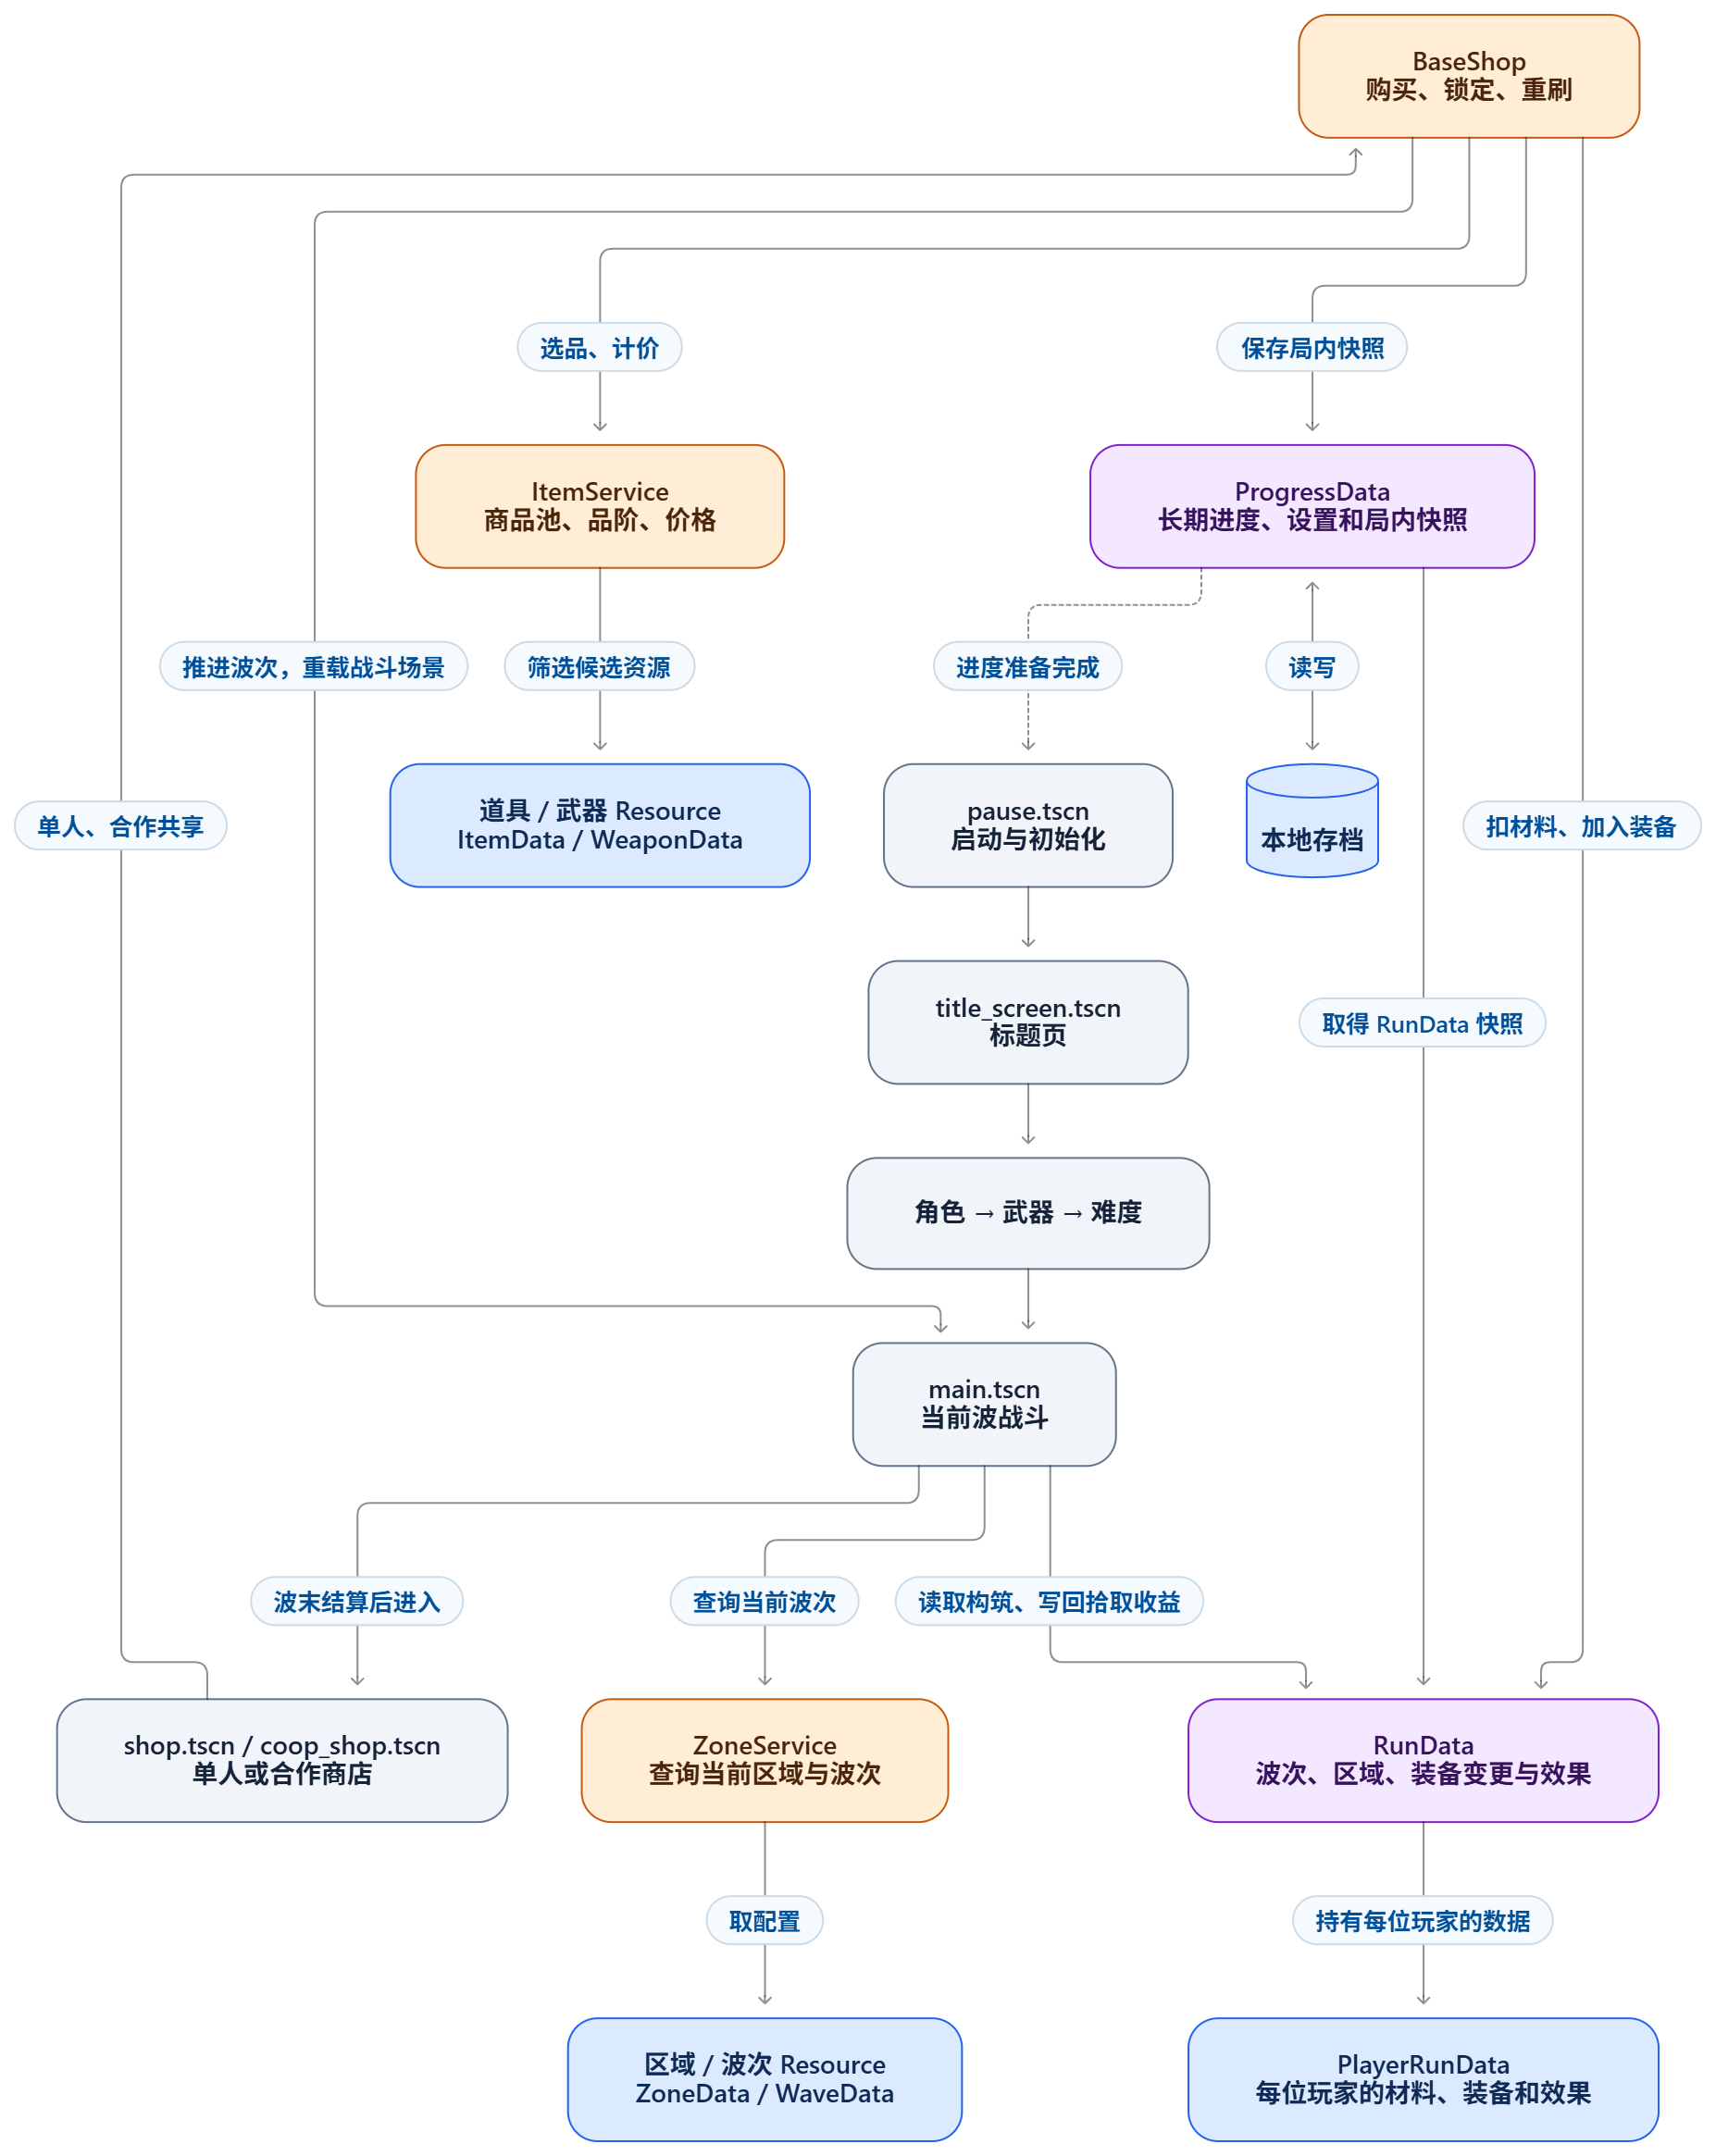 BaseShop
购买、锁定、重刷
选品、计价
保存局内快照
ItemService
商品池、品阶、价格
ProgressData
长期进度、设置和局内快照
推进波次，重载战斗场景
筛选候选资源
进度准备完成
读写
道具 / 武器 Resource
ItemData / WeaponData
pause.tscn
启动与初始化
本地存档
单人、合作共享
扣材料、加入装备
title_screen.tscn
标题页
取得 RunData 快照
角色 → 武器 → 难度
main.tscn
当前波战斗
波末结算后进入
查询当前波次
读取构筑、写回拾取收益
shop.tscn / coop_shop.tscn
单人或合作商店
ZoneService
查询当前区域与波次
RunData
波次、区域、装备变更与效果
取配置
持有每位玩家的数据
区域 / 波次 Resource
ZoneData / WaveData
PlayerRunData
每位玩家的材料、装备和效果